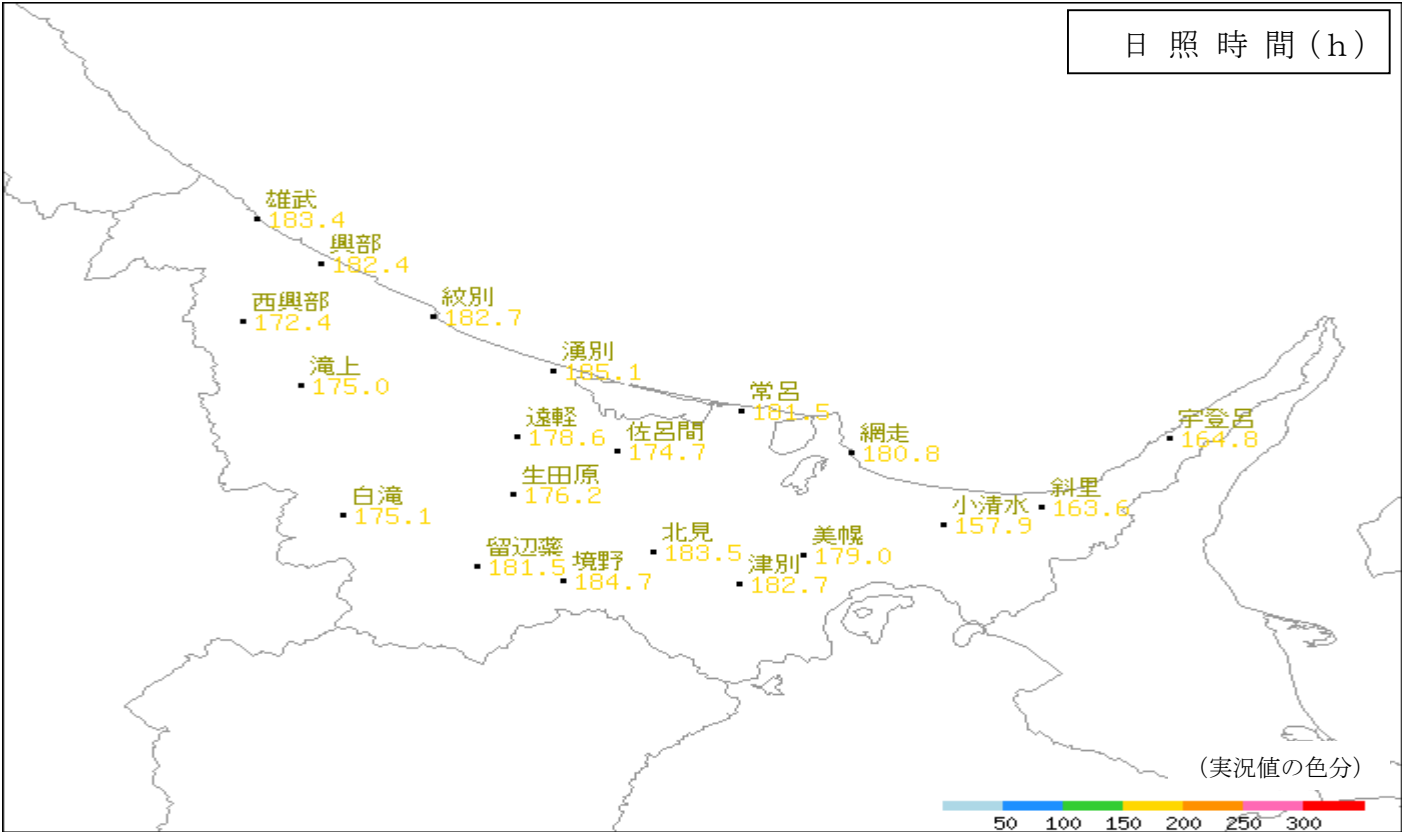 日照時間(h)
雄武
183.4
興部
182.4
西興部
172.4
紋別
182.7
滝上
175.0
湧別
185.1
常呂
181.5
遠軽
178.6
佐呂間
174.7
網走
180.8
宇登呂
164.8
生田原
176.2
白滝
175.1
小清水
157.9
斜里
163.6
留辺蘂
181.5
境野
184.7
北見
183.5
津別
182.7
美幌
179.0
(実況値の色分)
50 100 150 200 250 300